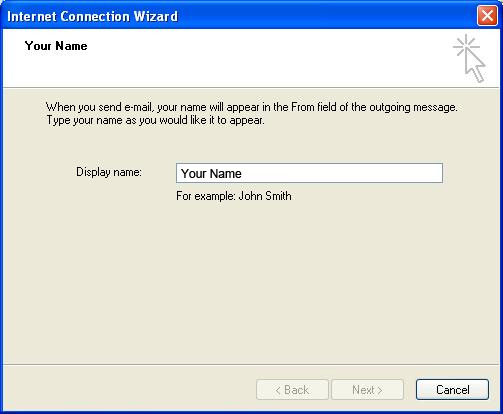 Internet Connection Wizard
Your Name
When you send e-mail, your name will appear in the From field of the outgoing message.
Type your name as you would like it to appear.
Display name: Your Name
For example: John Smith
< Back Next > Cancel